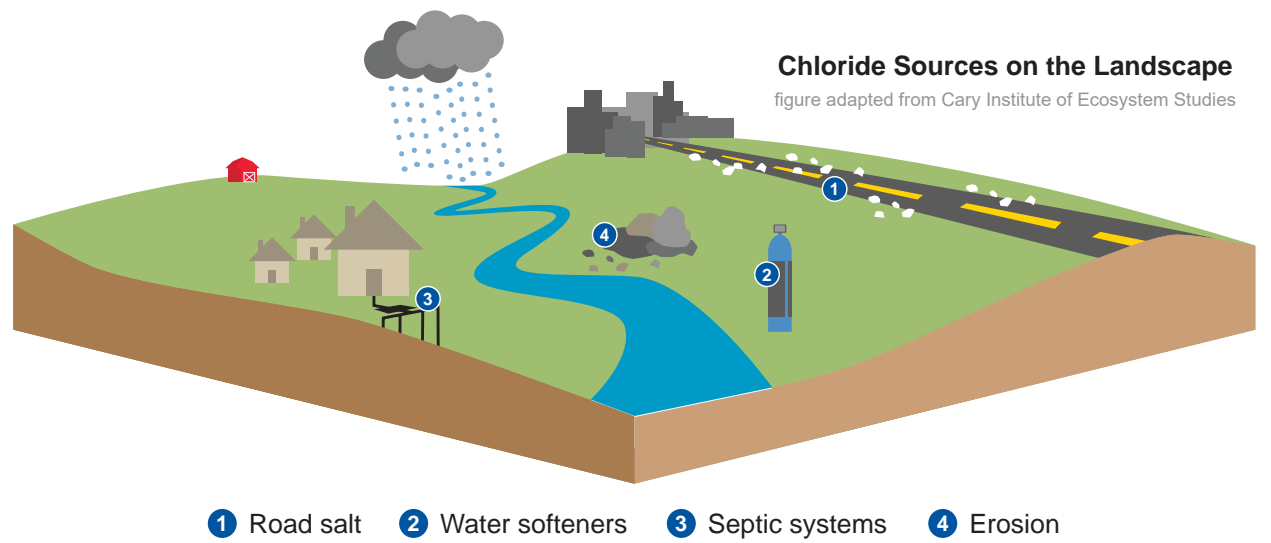 Chloride Sources on the Landscape
figure adapted from Cary Institute of Ecosystem Studies
1
4
2
3
1 Road salt 2 Water softeners 3 Septic systems 4 Erosion